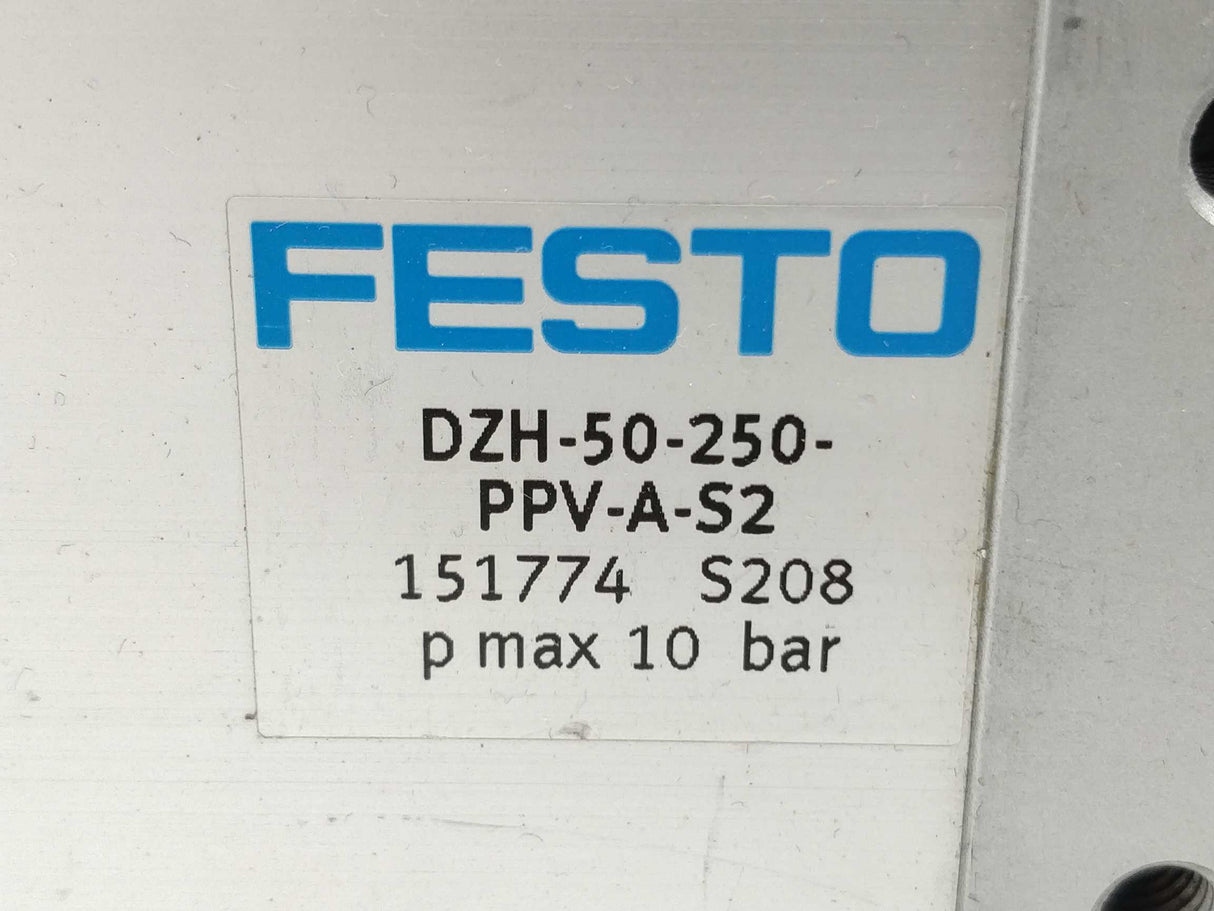 FESTO
DZH-50-250-
PPV-A-S2
151774 S208
p max 10 bar